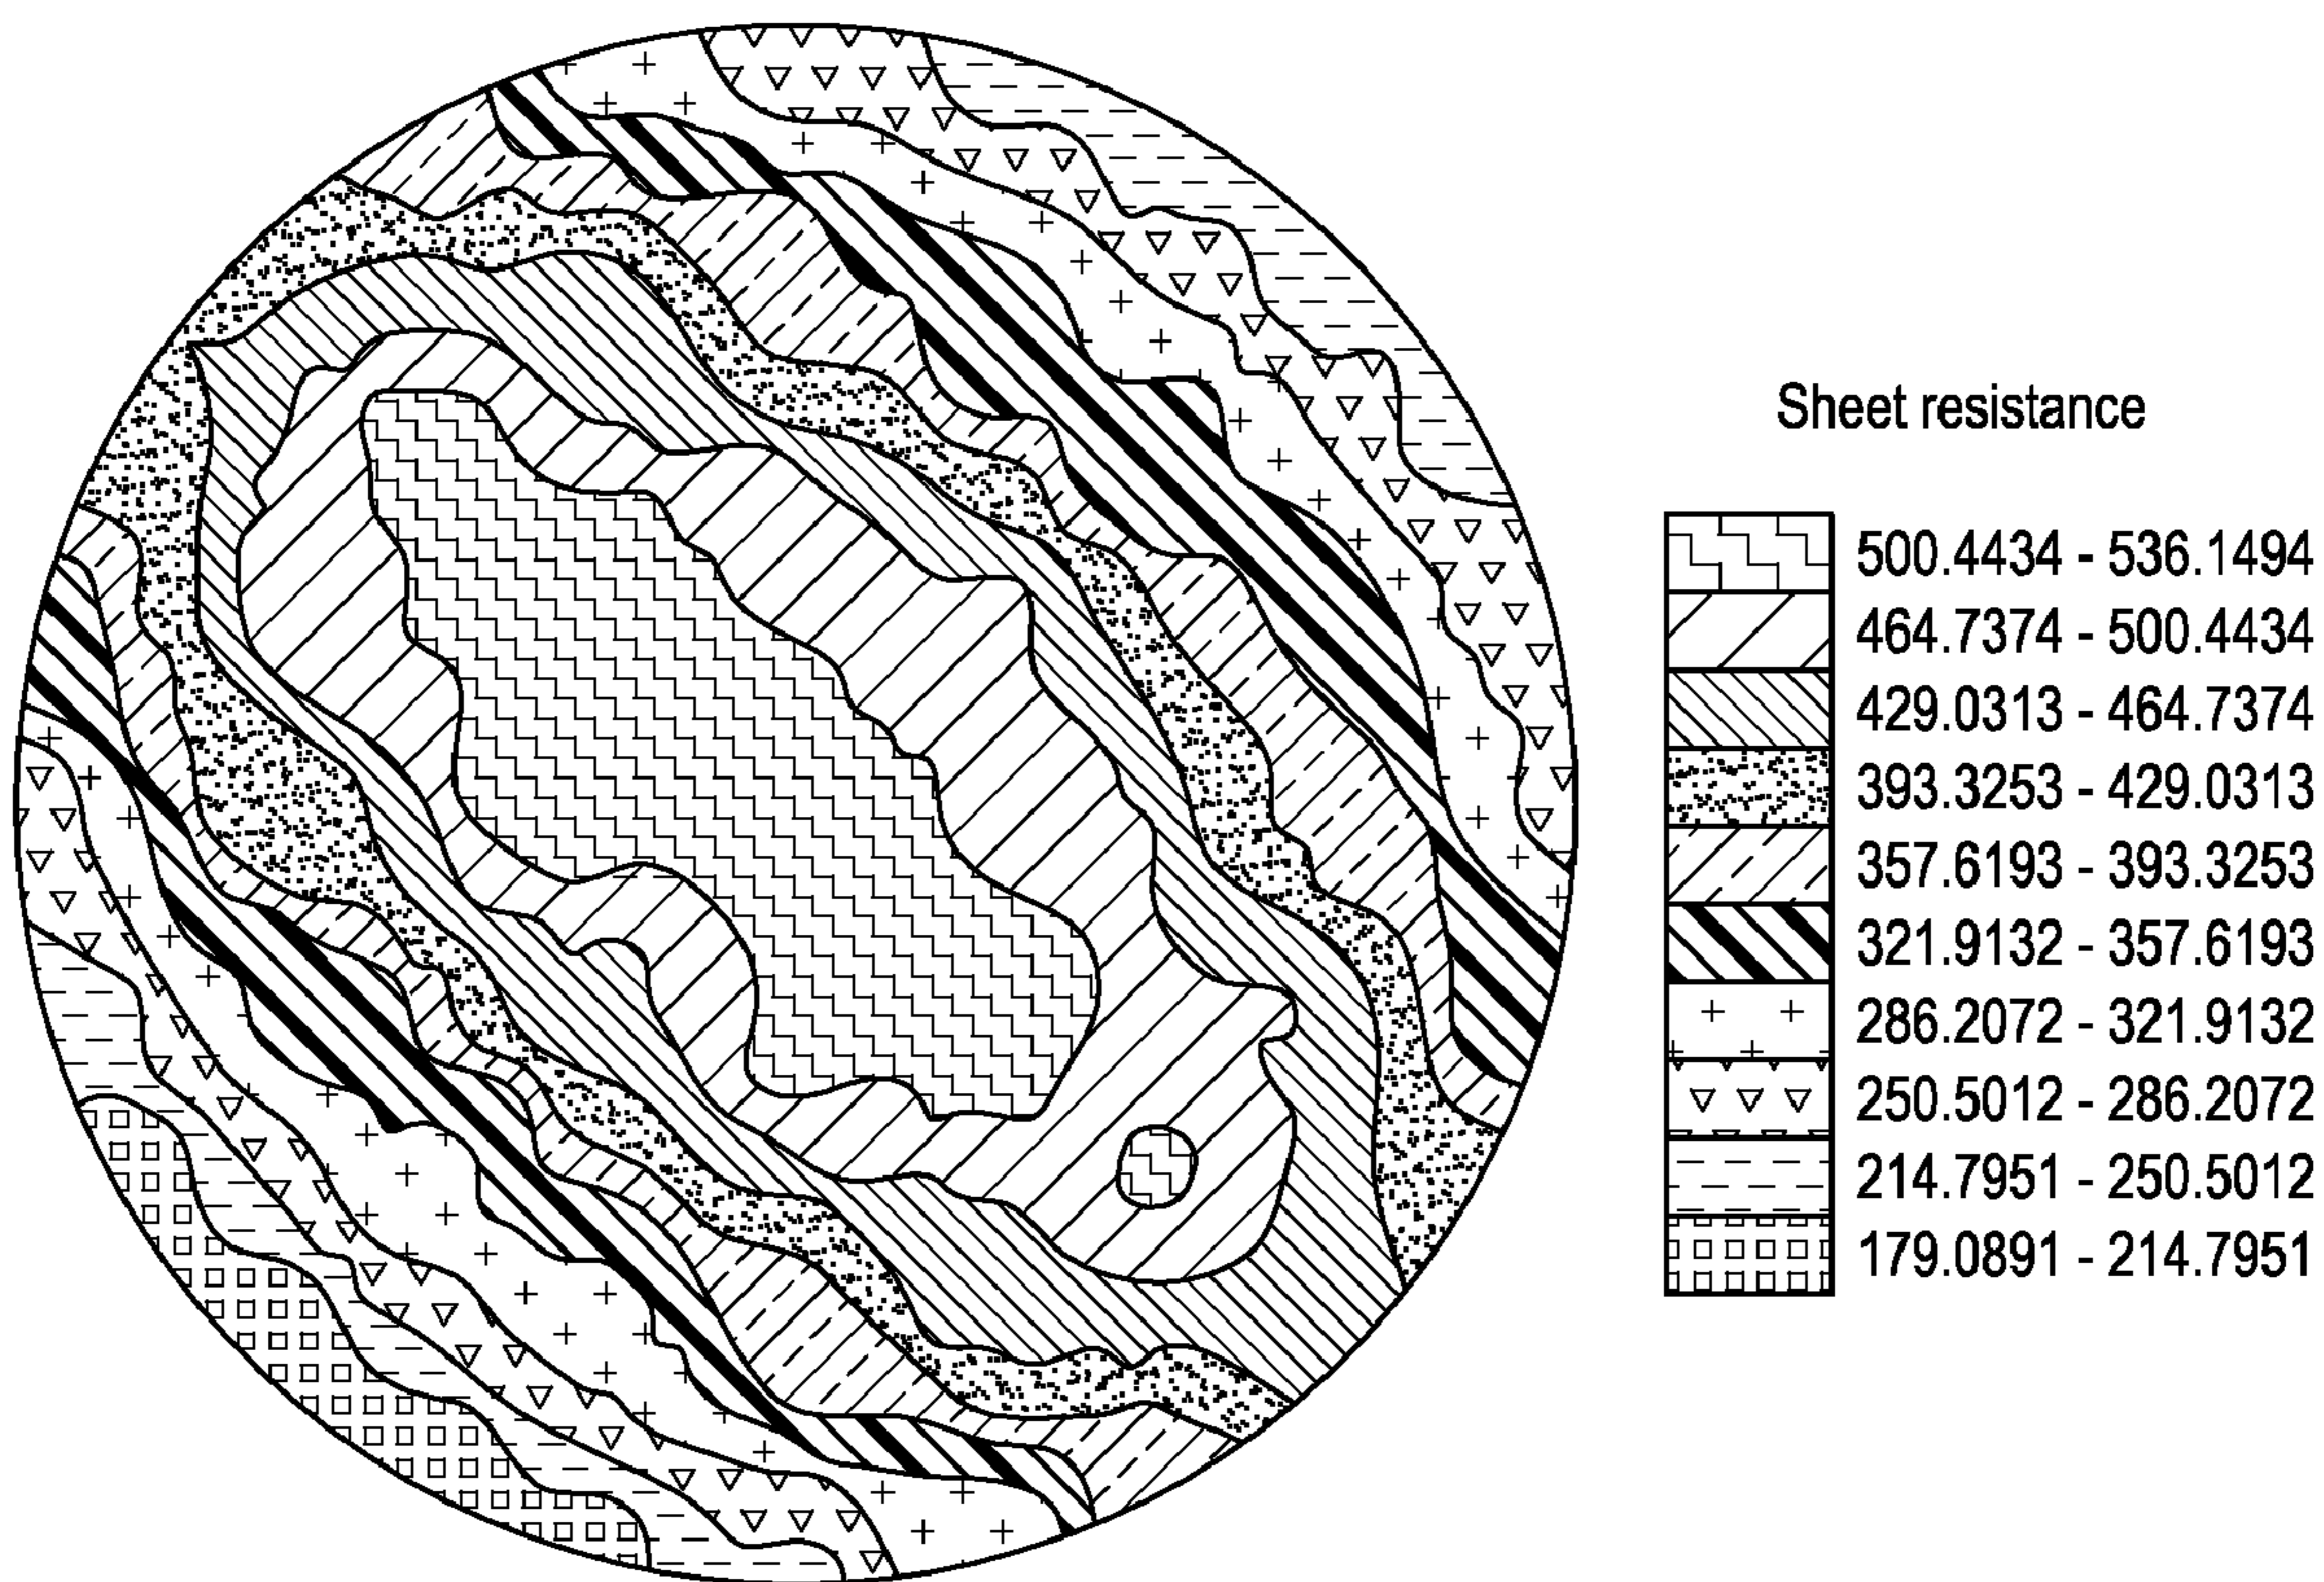 Sheet resistance
500.4434 - 536.1494
464.7374 - 500.4434
429.0313 - 464.7374
393.3253 - 429.0313
357.6193 - 393.3253
321.9132 - 357.6193
286.2072 - 321.9132
250.5012 - 286.2072
214.7951 - 250.5012
179.0891 - 214.7951